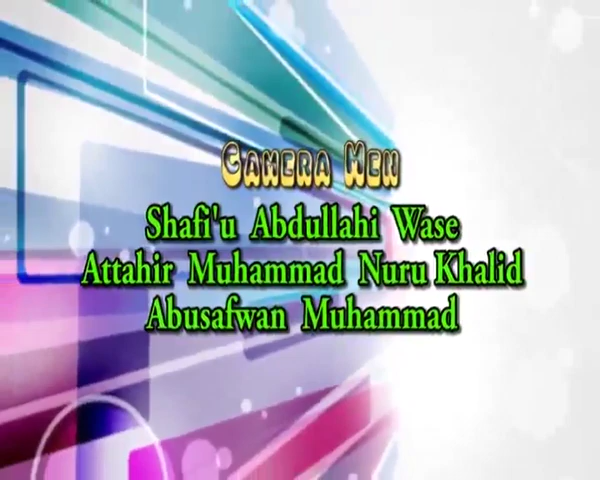 Camera Men
Shafi'u Abdullahi Wase
Attahir Muhammad Nuru Khalid
Abusafwan Muhammad